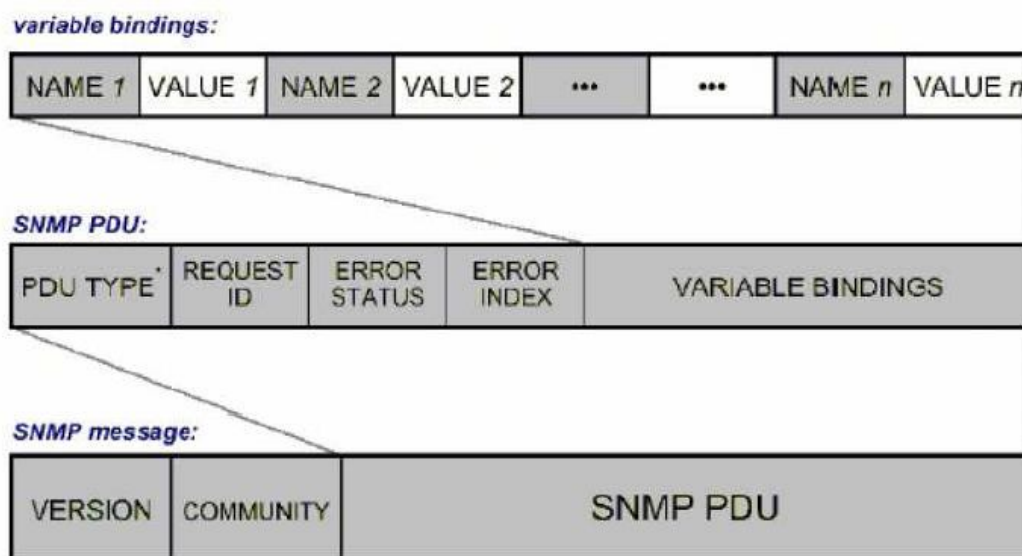 variable bindings:
NAME 1 VALUE 1 NAME 2 VALUE 2 ••• ••• NAME n VALUE n
SNMP PDU:
PDU TYPE* REQUEST ID ERROR STATUS ERROR INDEX VARIABLE BINDINGS
SNMP message:
VERSION COMMUNITY SNMP PDU